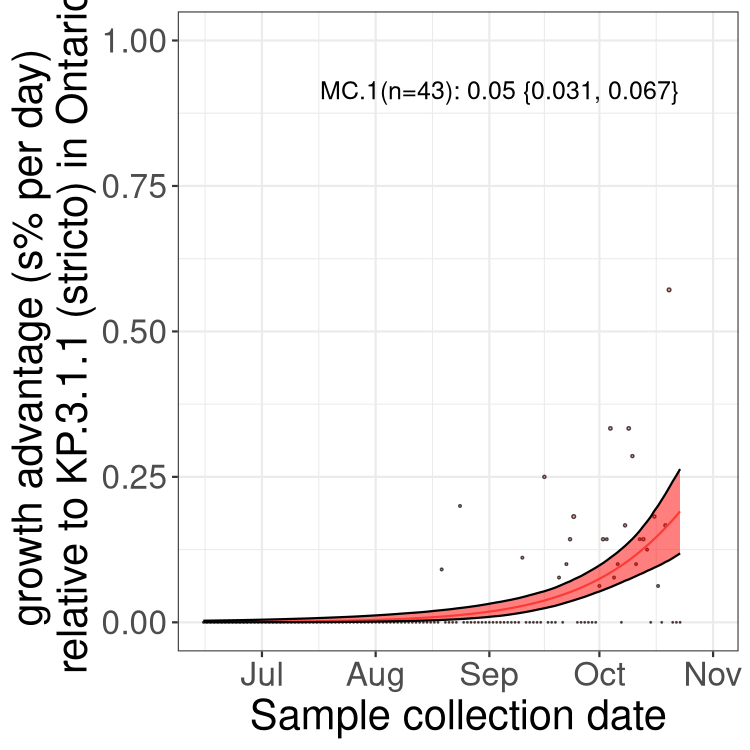 growth advantage (s% per day)
relative to KP.3.1.1 (stricto) in Ontario
1.00
0.75
0.50
0.25
0.00
MC.1(n=43): 0.05 {0.031, 0.067}
Jul Aug Sep Oct Nov
Sample collection date